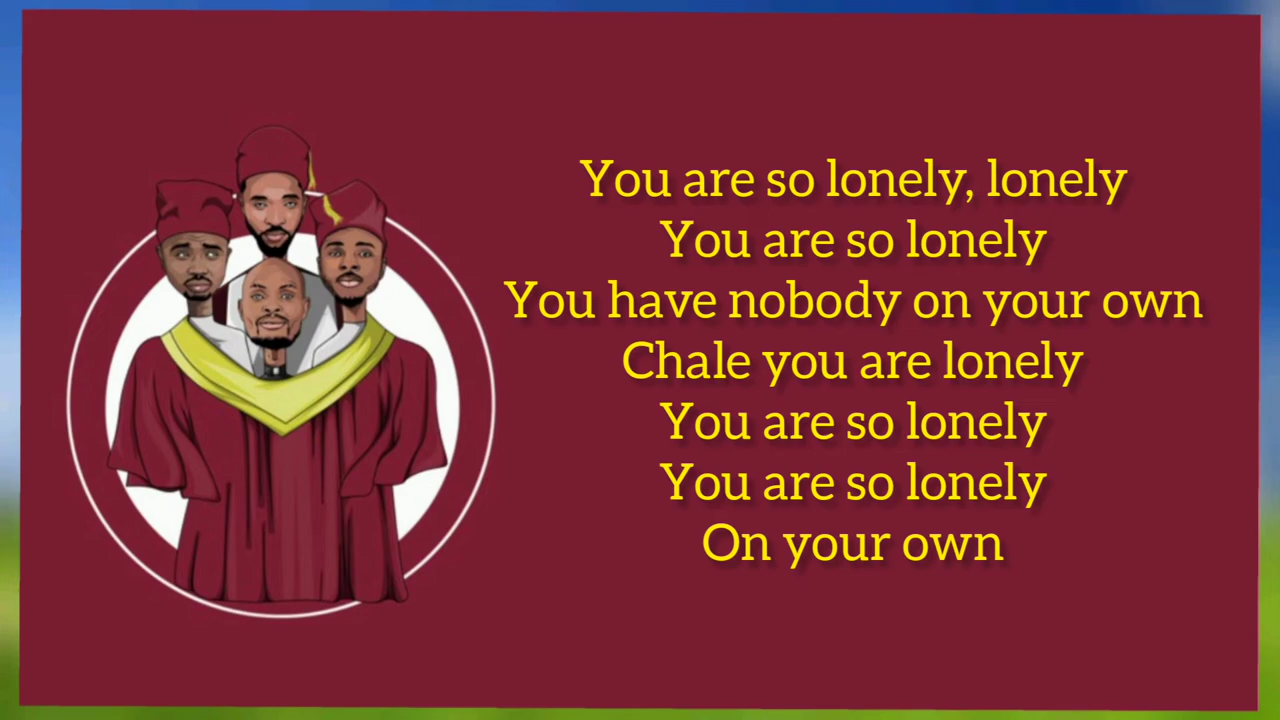 You are so lonely, lonely
You are so lonely
You have nobody on your own
Chale you are lonely
You are so lonely
You are so lonely
On your own